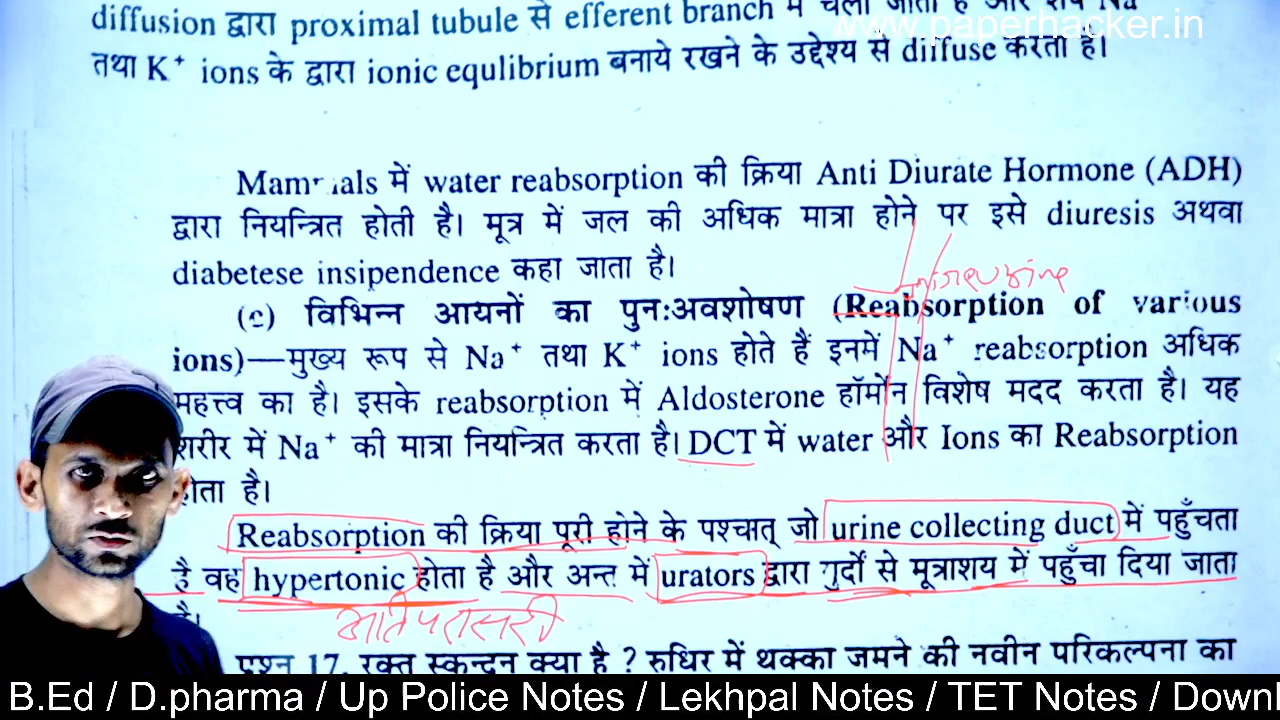 diffusion द्वारा proximal tubule से efferent branch में चला जाता है और शेष Na⁺
www.paperhacker.in
तथा K⁺ ions के द्वारा ionic equlibrium बनाये रखने के उद्देश्य से diffuse करता है।
Mammals में water reabsorption की क्रिया Anti Diurate Hormone (ADH)
द्वारा नियन्त्रित होती है। मूत्र में जल की अधिक मात्रा होने पर इसे diuresis अथवा
diabetese insipendence कहा जाता है।
(c) विभिन्न आयनों का पुनःअवशोषण (Reabsorption of various
ions)—मुख्य रूप से Na⁺ तथा K⁺ ions होते हैं इनमें Na⁺ reabsorption अधिक
महत्त्व का है। इसके reabsorption में Aldosterone हॉर्मोन विशेष मदद करता है। यह
शरीर में Na⁺ की मात्रा नियन्त्रित करता है। DCT में water और Ions का Reabsorption
होता है।
Reabsorption की क्रिया पूरी होने के पश्चात् जो urine collecting duct में पहुँचता
है वह hypertonic होता है और अन्त में urators द्वारा गुर्दों से मूत्राशय में पहुँचा दिया जाता
है।
अतिपरासरी
प्रश्न 17. रक्त स्कन्दन क्या है ? रुधिर में थक्का जमने की नवीन परिकल्पना का
B.Ed / D.pharma / Up Police Notes / Lekhpal Notes / TET Notes / Down